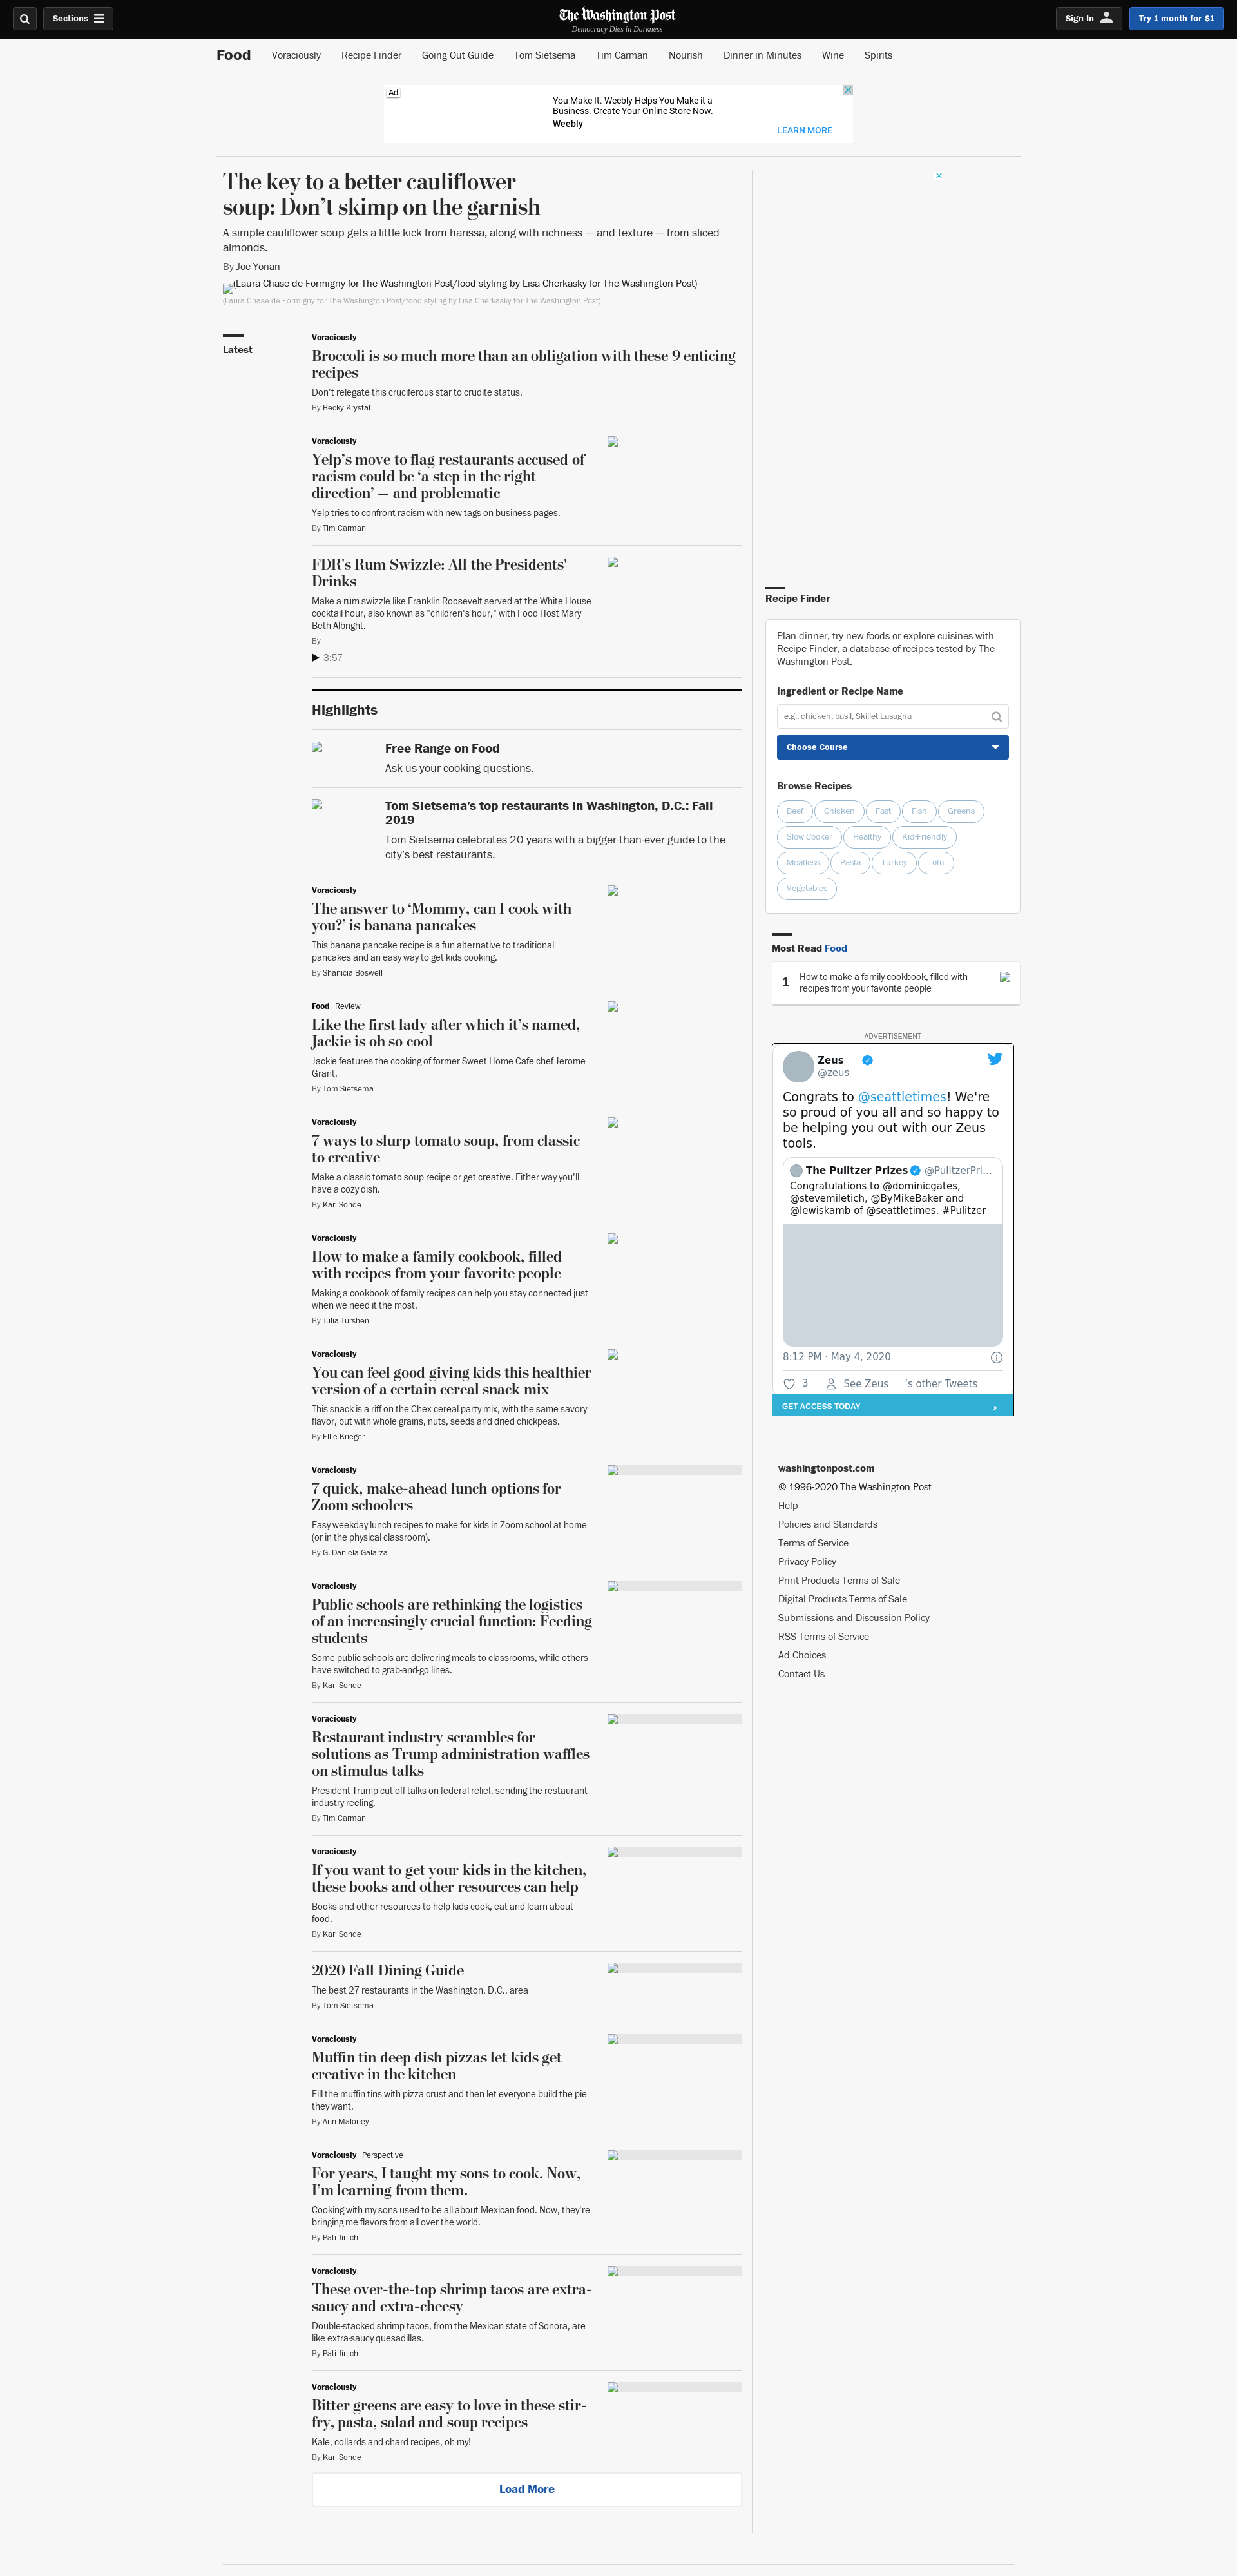 Sections
The Washington Post
Democracy Dies in Darkness
Sign In
Try 1 month for $1
Food
Voraciously
Recipe Finder
Going Out Guide
Tom Sietsema
Tim Carman
Nourish
Dinner in Minutes
Wine
Spirits
Ad
You Make It. Weebly Helps You Make it a
Business. Create Your Online Store Now.
Weebly
LEARN MORE
The key to a better cauliflower
soup: Don’t skimp on the garnish
A simple cauliflower soup gets a little kick from harissa, along with richness — and texture — from sliced
almonds.
By Joe Yonan
(Laura Chase de Formigny for The Washington Post/food styling by Lisa Cherkasky for The Washington Post)
(Laura Chase de Formigny for The Washington Post/food styling by Lisa Cherkasky for The Washington Post)
Latest
Voraciously
Broccoli is so much more than an obligation with these 9 enticing
recipes
Don't relegate this cruciferous star to crudite status.
By Becky Krystal
Voraciously
Yelp’s move to flag restaurants accused of
racism could be ‘a step in the right
direction’ — and problematic
Yelp tries to confront racism with new tags on business pages.
By Tim Carman
FDR's Rum Swizzle: All the Presidents'
Drinks
Make a rum swizzle like Franklin Roosevelt served at the White House
cocktail hour, also known as "children's hour," with Food Host Mary
Beth Albright.
By
3:57
Highlights
Free Range on Food
Ask us your cooking questions.
Tom Sietsema’s top restaurants in Washington, D.C.: Fall
2019
Tom Sietsema celebrates 20 years with a bigger-than-ever guide to the
city’s best restaurants.
Voraciously
The answer to ‘Mommy, can I cook with
you?’ is banana pancakes
This banana pancake recipe is a fun alternative to traditional
pancakes and an easy way to get kids cooking.
By Shanicia Boswell
Food Review
Like the first lady after which it’s named,
Jackie is oh so cool
Jackie features the cooking of former Sweet Home Cafe chef Jerome
Grant.
By Tom Sietsema
Voraciously
7 ways to slurp tomato soup, from classic
to creative
Make a classic tomato soup recipe or get creative. Either way you'll
have a cozy dish.
By Kari Sonde
Voraciously
How to make a family cookbook, filled
with recipes from your favorite people
Making a cookbook of family recipes can help you stay connected just
when we need it the most.
By Julia Turshen
Voraciously
You can feel good giving kids this healthier
version of a certain cereal snack mix
This snack is a riff on the Chex cereal party mix, with the same savory
flavor, but with whole grains, nuts, seeds and dried chickpeas.
By Ellie Krieger
Voraciously
7 quick, make-ahead lunch options for
Zoom schoolers
Easy weekday lunch recipes to make for kids in Zoom school at home
(or in the physical classroom).
By G. Daniela Galarza
Voraciously
Public schools are rethinking the logistics
of an increasingly crucial function: Feeding
students
Some public schools are delivering meals to classrooms, while others
have switched to grab-and-go lines.
By Kari Sonde
Voraciously
Restaurant industry scrambles for
solutions as Trump administration waffles
on stimulus talks
President Trump cut off talks on federal relief, sending the restaurant
industry reeling.
By Tim Carman
Voraciously
If you want to get your kids in the kitchen,
these books and other resources can help
Books and other resources to help kids cook, eat and learn about
food.
By Kari Sonde
2020 Fall Dining Guide
The best 27 restaurants in the Washington, D.C., area
By Tom Sietsema
Voraciously
Muffin tin deep dish pizzas let kids get
creative in the kitchen
Fill the muffin tins with pizza crust and then let everyone build the pie
they want.
By Ann Maloney
Voraciously Perspective
For years, I taught my sons to cook. Now,
I’m learning from them.
Cooking with my sons used to be all about Mexican food. Now, they're
bringing me flavors from all over the world.
By Pati Jinich
Voraciously
These over-the-top shrimp tacos are extra-
saucy and extra-cheesy
Double-stacked shrimp tacos, from the Mexican state of Sonora, are
like extra-saucy quesadillas.
By Pati Jinich
Voraciously
Bitter greens are easy to love in these stir-
fry, pasta, salad and soup recipes
Kale, collards and chard recipes, oh my!
By Kari Sonde
Load More
Recipe Finder
Plan dinner, try new foods or explore cuisines with
Recipe Finder, a database of recipes tested by The
Washington Post.
Ingredient or Recipe Name
e.g., chicken, basil, Skillet Lasagna
Choose Course
Browse Recipes
Beef
Chicken
Fast
Fish
Greens
Slow Cooker
Healthy
Kid-Friendly
Meatless
Pasta
Turkey
Tofu
Vegetables
Most Read Food
1
How to make a family cookbook, filled with
recipes from your favorite people
ADVERTISEMENT
Zeus
@zeus
Congrats to @seattletimes! We're
so proud of you all and so happy to
be helping you out with our Zeus
tools.
The Pulitzer Prizes @PulitzerPri...
Congratulations to @dominicgates,
@stevemiletich, @ByMikeBaker and
@lewiskamb of @seattletimes. #Pulitzer
8:12 PM · May 4, 2020
3
See Zeus
’s other Tweets
GET ACCESS TODAY
washingtonpost.com
© 1996-2020 The Washington Post
Help
Policies and Standards
Terms of Service
Privacy Policy
Print Products Terms of Sale
Digital Products Terms of Sale
Submissions and Discussion Policy
RSS Terms of Service
Ad Choices
Contact Us